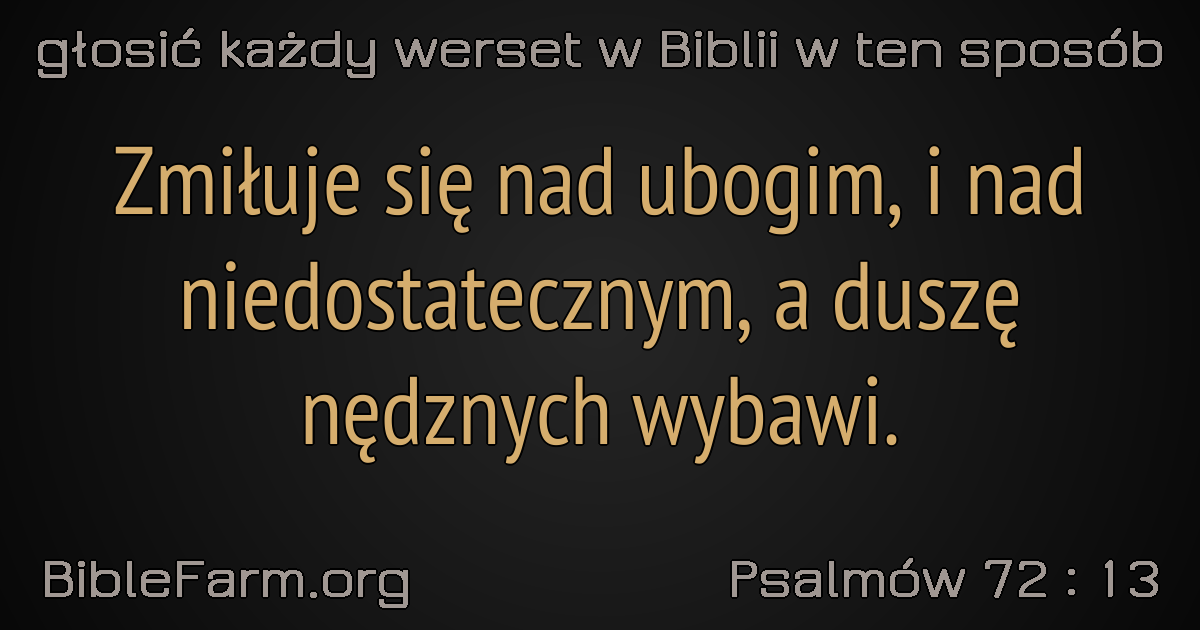 głosić każdy werset w Biblii w ten sposób
Zmiłuje się nad ubogim, i nad
niedostatecznym, a duszę
nędznych wybawi.
BibleFarm.org
Psalmów 72 : 13